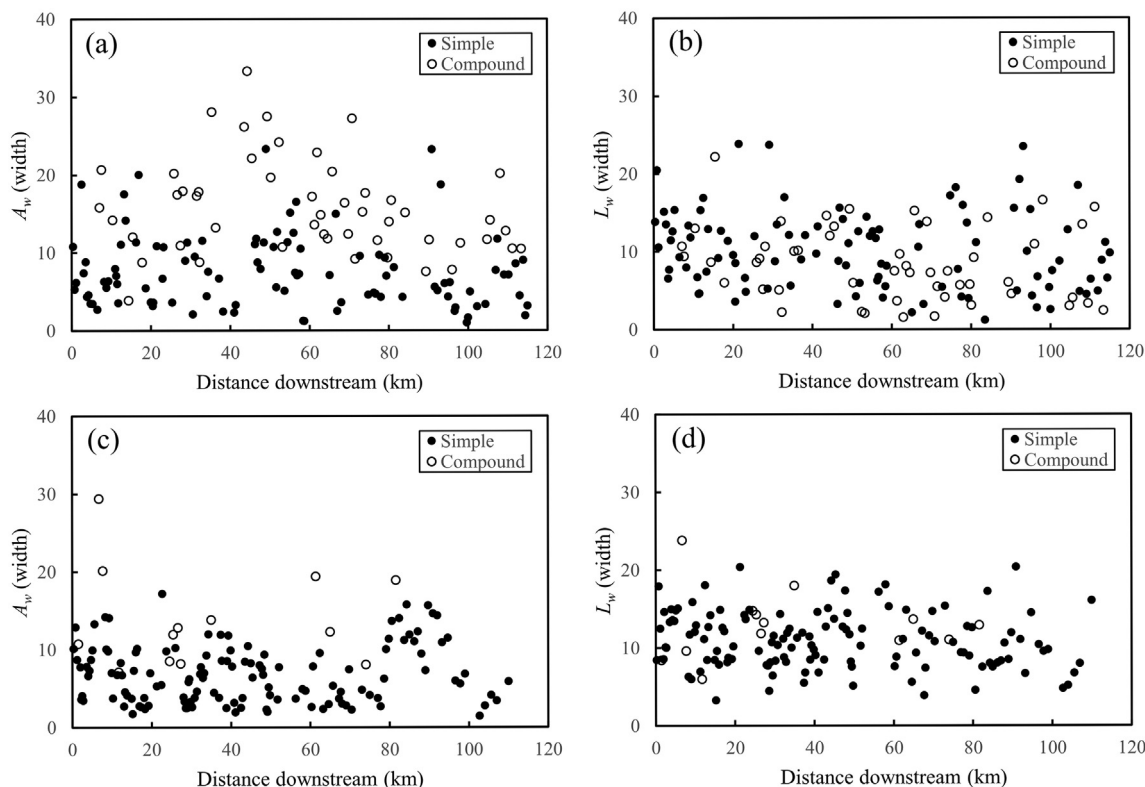 (a)
Simple
Compound
A_w (width)
40
30
20
10
0
0 20 40 60 80 100 120
Distance downstream (km)
(b)
Simple
Compound
L_w (width)
40
30
20
10
0
0 20 40 60 80 100 120
Distance downstream (km)
(c)
Simple
Compound
A_w (width)
40
30
20
10
0
0 20 40 60 80 100 120
Distance downstream (km)
(d)
Simple
Compound
L_w (width)
40
30
20
10
0
0 20 40 60 80 100 120
Distance downstream (km)